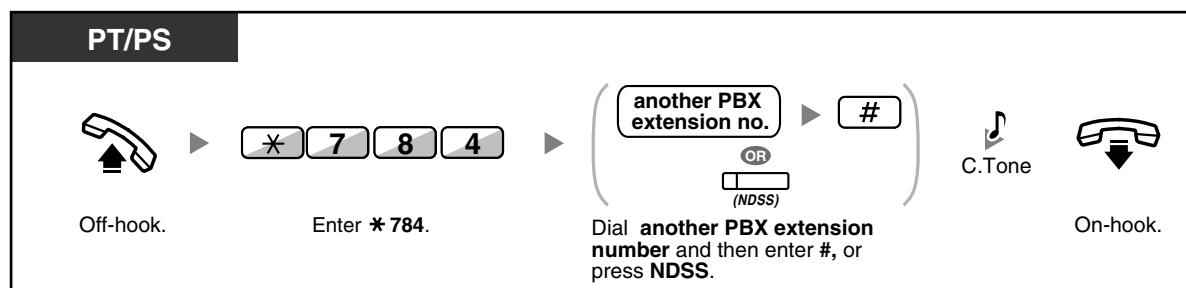 PT/PS
another PBX
extension no.
#
OR
(NDSS)
* 7 8 4
C.Tone
Off-hook.
Enter * 784.
Dial another PBX extension
number and then enter #, or
press NDSS.
On-hook.